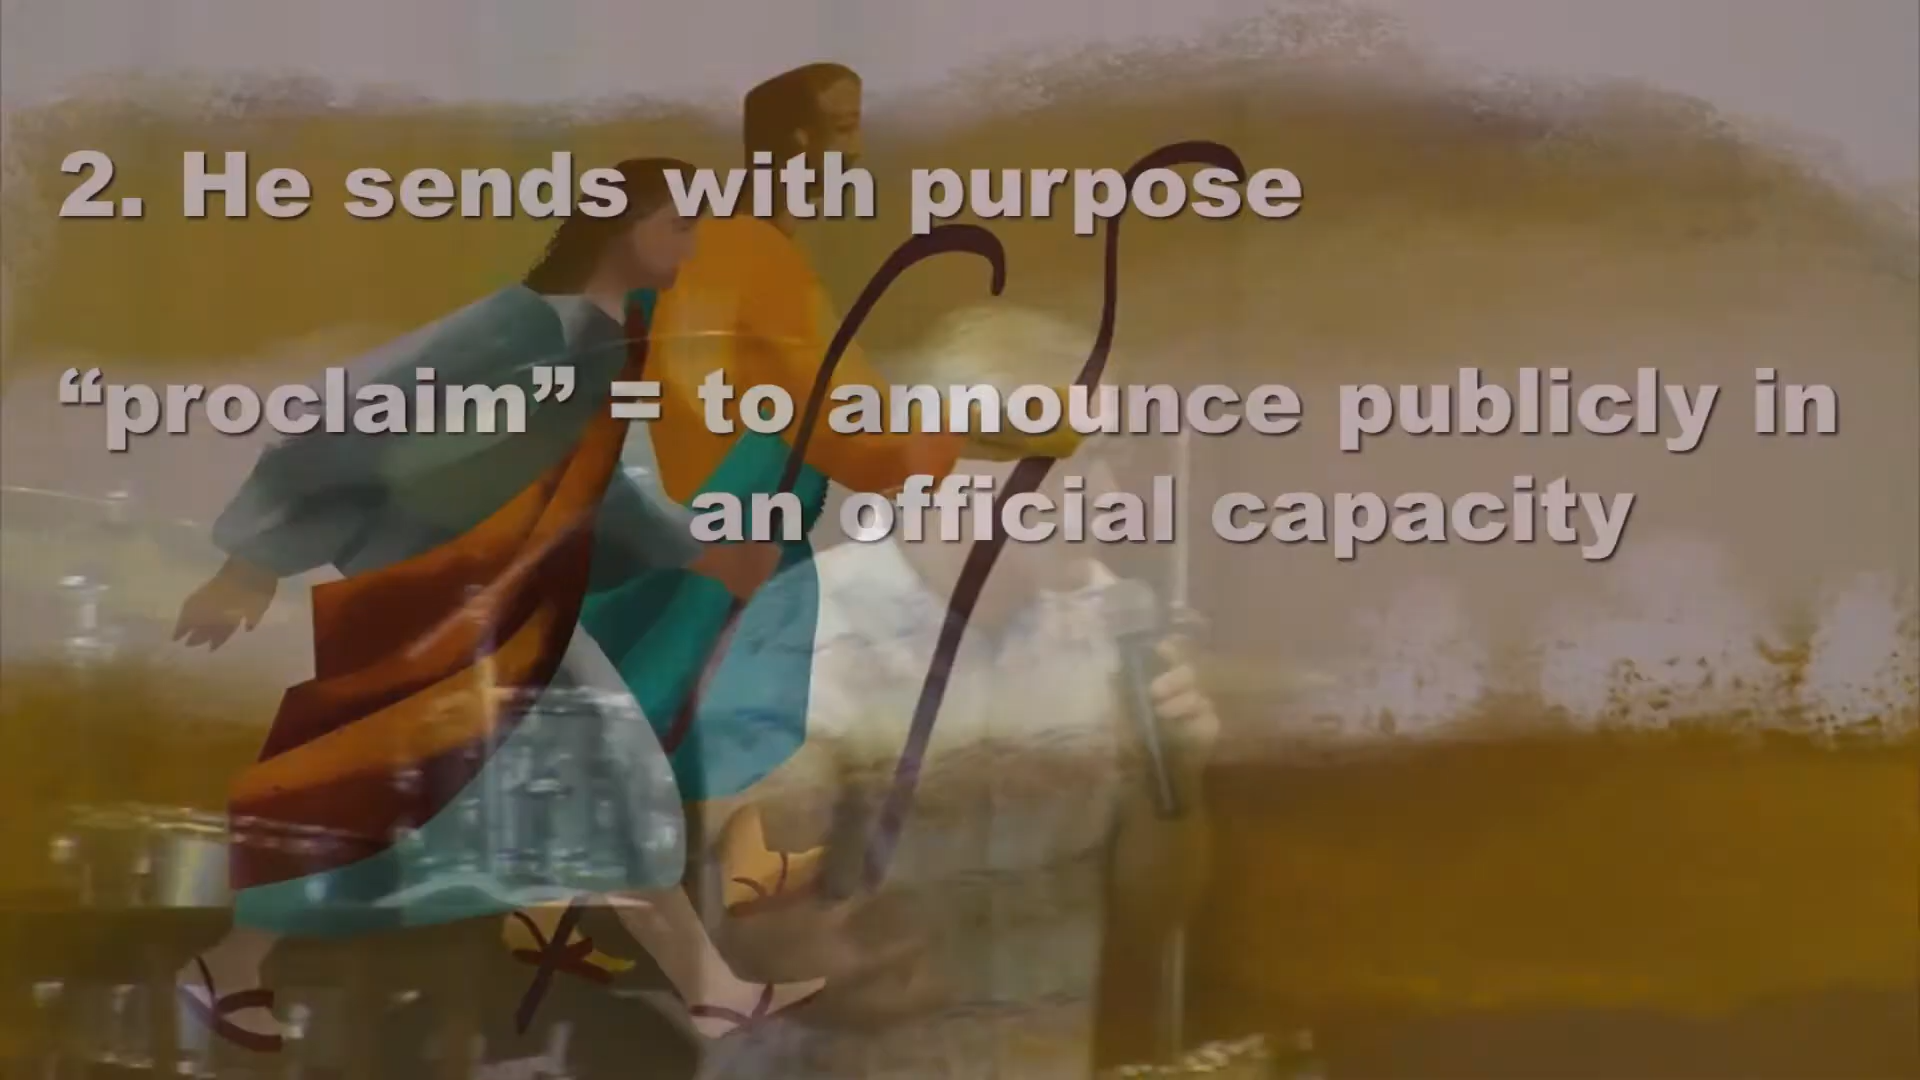 2. He sends with purpose
“proclaim” = to announce publicly in
an official capacity